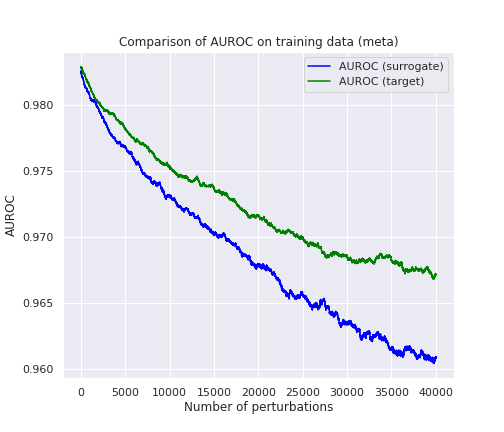 Comparison of AUROC on training data (meta)
AUROC (surrogate)
AUROC (target)
0.980
0.975
0.970
0.965
0.960
AUROC
0 5000 10000 15000 20000 25000 30000 35000 40000
Number of perturbations